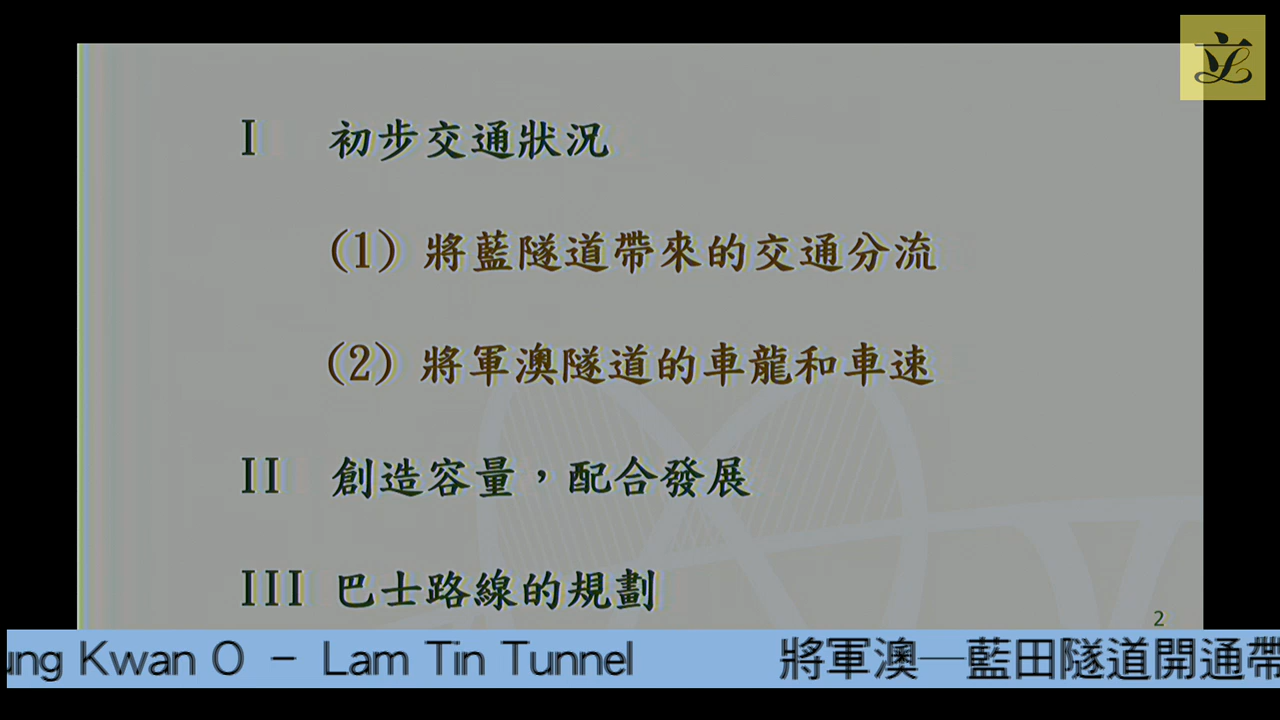 I 初步交通狀況
(1) 將藍隧道帶來的交通分流
(2) 將軍澳隧道的車龍和車速
II 創造容量，配合發展
III 巴士路線的規劃
2
ung Kwan O – Lam Tin Tunnel 將軍澳—藍田隧道開通帶